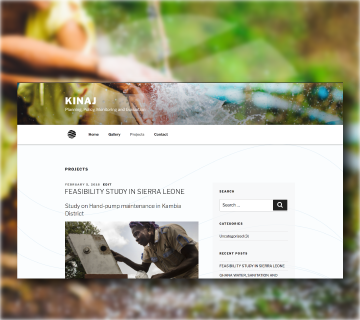 KINAJ
Planning, Policy, Monitoring and Evaluation
Home Gallery Projects Contact
PROJECTS
FEBRUARY 5, 2019 EDIT
FEASIBILITY STUDY IN SIERRA LEONE
Study on Hand-pump maintenance in Kambia
District
SEARCH
Search ...
CATEGORIES
Uncategorized (3)
RECENT POSTS
FEASIBILITY STUDY IN SIERRA LEONE
GHANA WATER, SANITATION AND